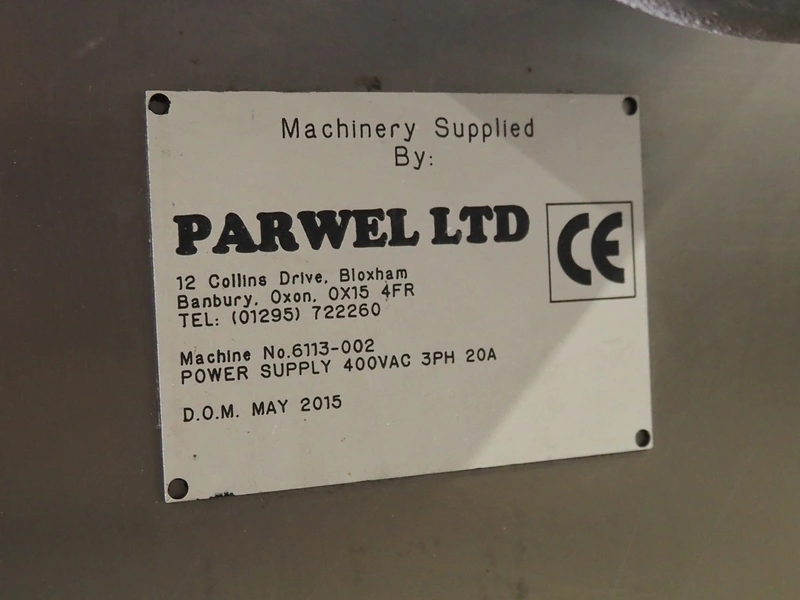 Machinery Supplied
By:
PARWEL LTD
CE
12 Collins Drive, Bloxham
Banbury, Oxon, OX15 4FR
TEL: (01295) 722260
Machine No.6113-002
POWER SUPPLY 400VAC 3PH 20A
D.O.M. MAY 2015